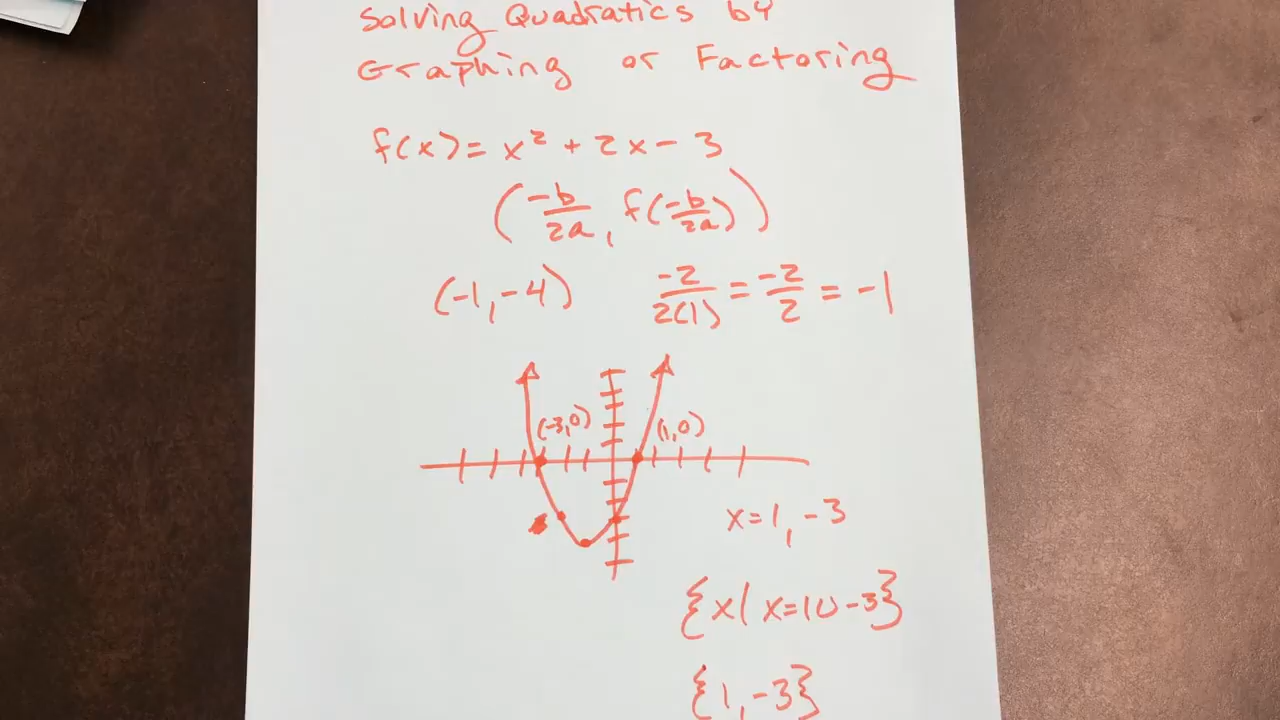 Solving Quadratics by
Graphing or Factoring
f(x) = x² + 2x - 3
(-b/2a, f(-b/2a))
(-1, -4) -2/2(1) = -2/2 = -1
(-3,0) (1,0)
x = 1, -3
{x | x = 1 ∪ -3}
{1, -3}